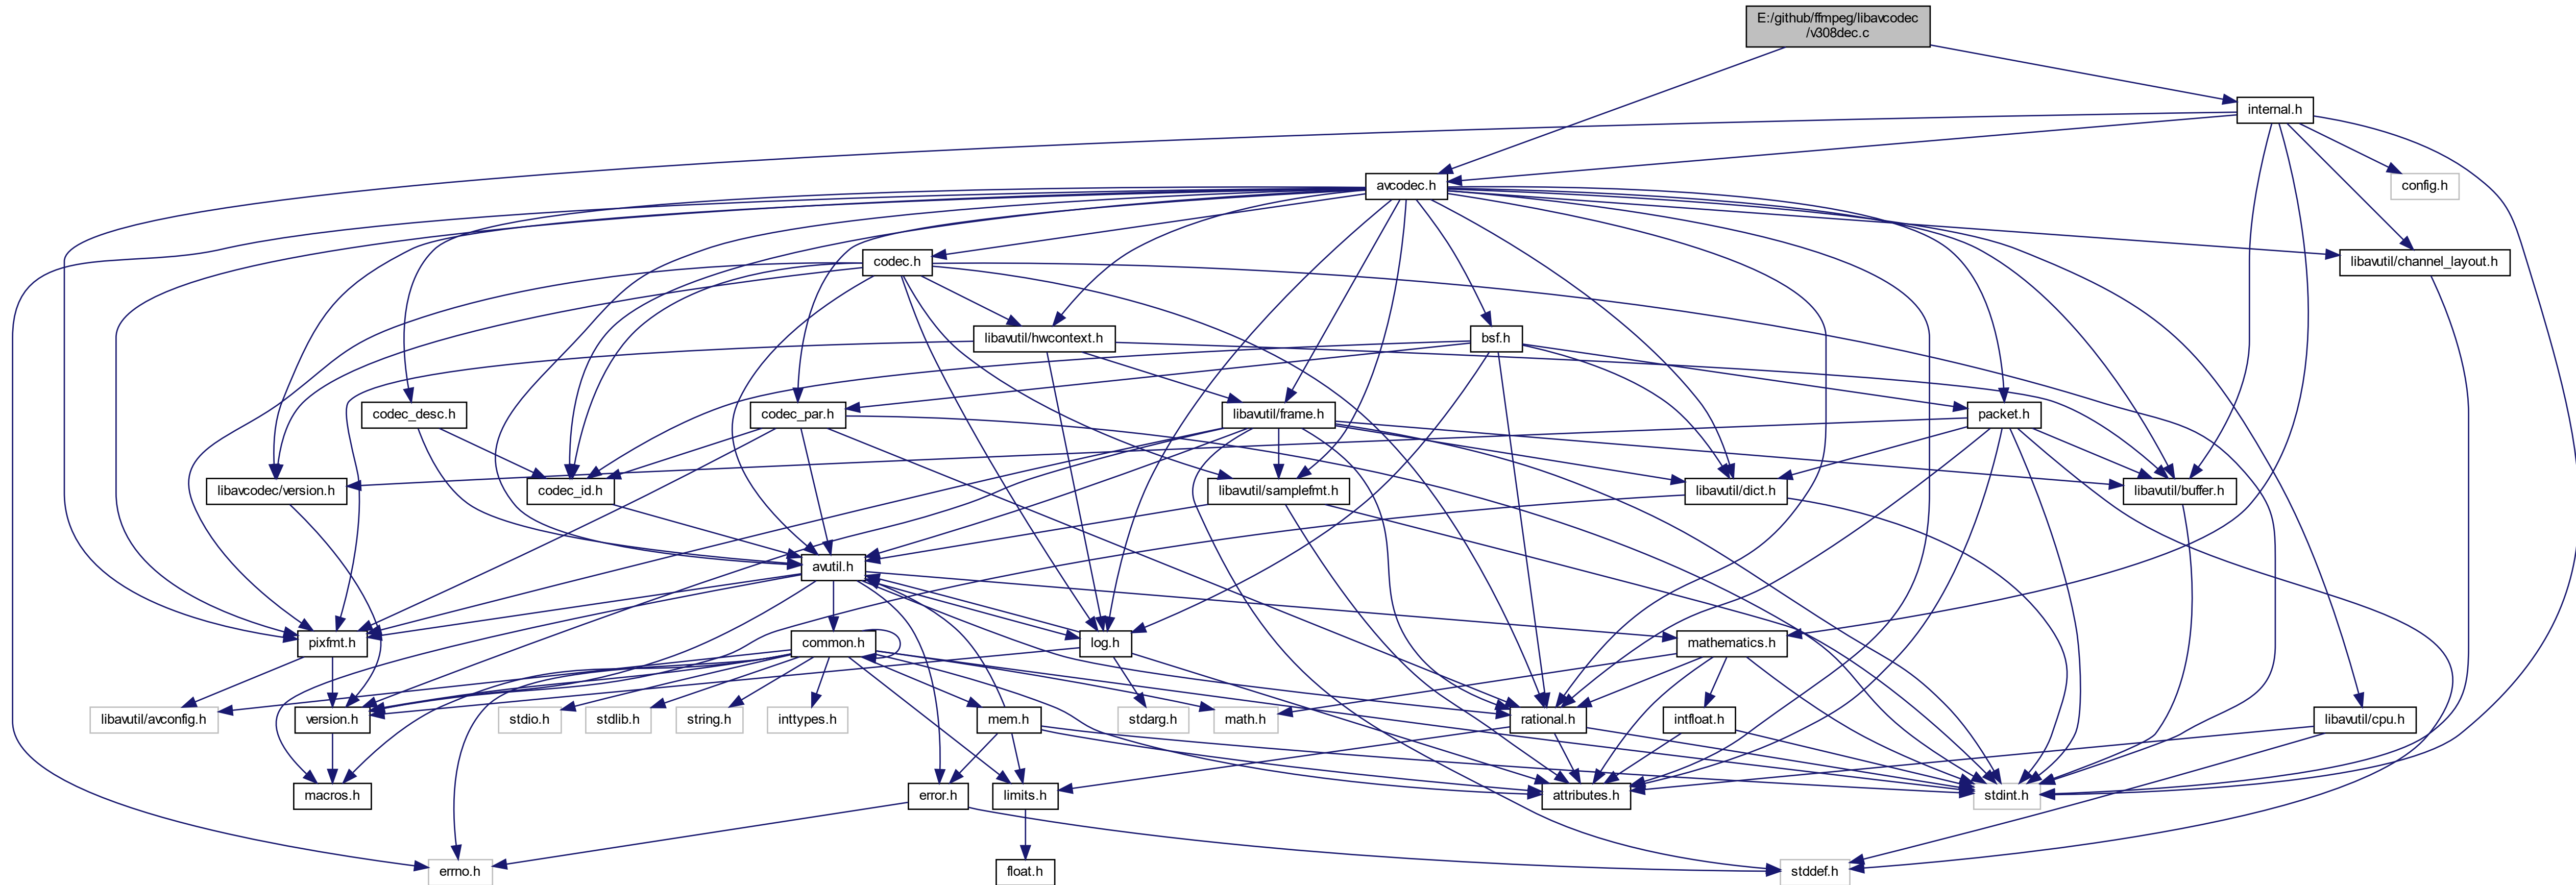 E:/github/ffmpeg/libavcodec
/v308dec.c
internal.h
avcodec.h
config.h
codec.h
libavutil/channel_layout.h
libavutil/hwcontext.h
bsf.h
codec_desc.h
codec_par.h
libavutil/frame.h
packet.h
libavcodec/version.h
codec_id.h
libavutil/samplefmt.h
libavutil/dict.h
libavutil/buffer.h
avutil.h
pixfmt.h
common.h
log.h
mathematics.h
libavutil/avconfig.h
version.h
stdio.h
stdlib.h
string.h
inttypes.h
mem.h
stdarg.h
math.h
rational.h
intfloat.h
libavutil/cpu.h
macros.h
error.h
limits.h
attributes.h
stdint.h
errno.h
float.h
stddef.h